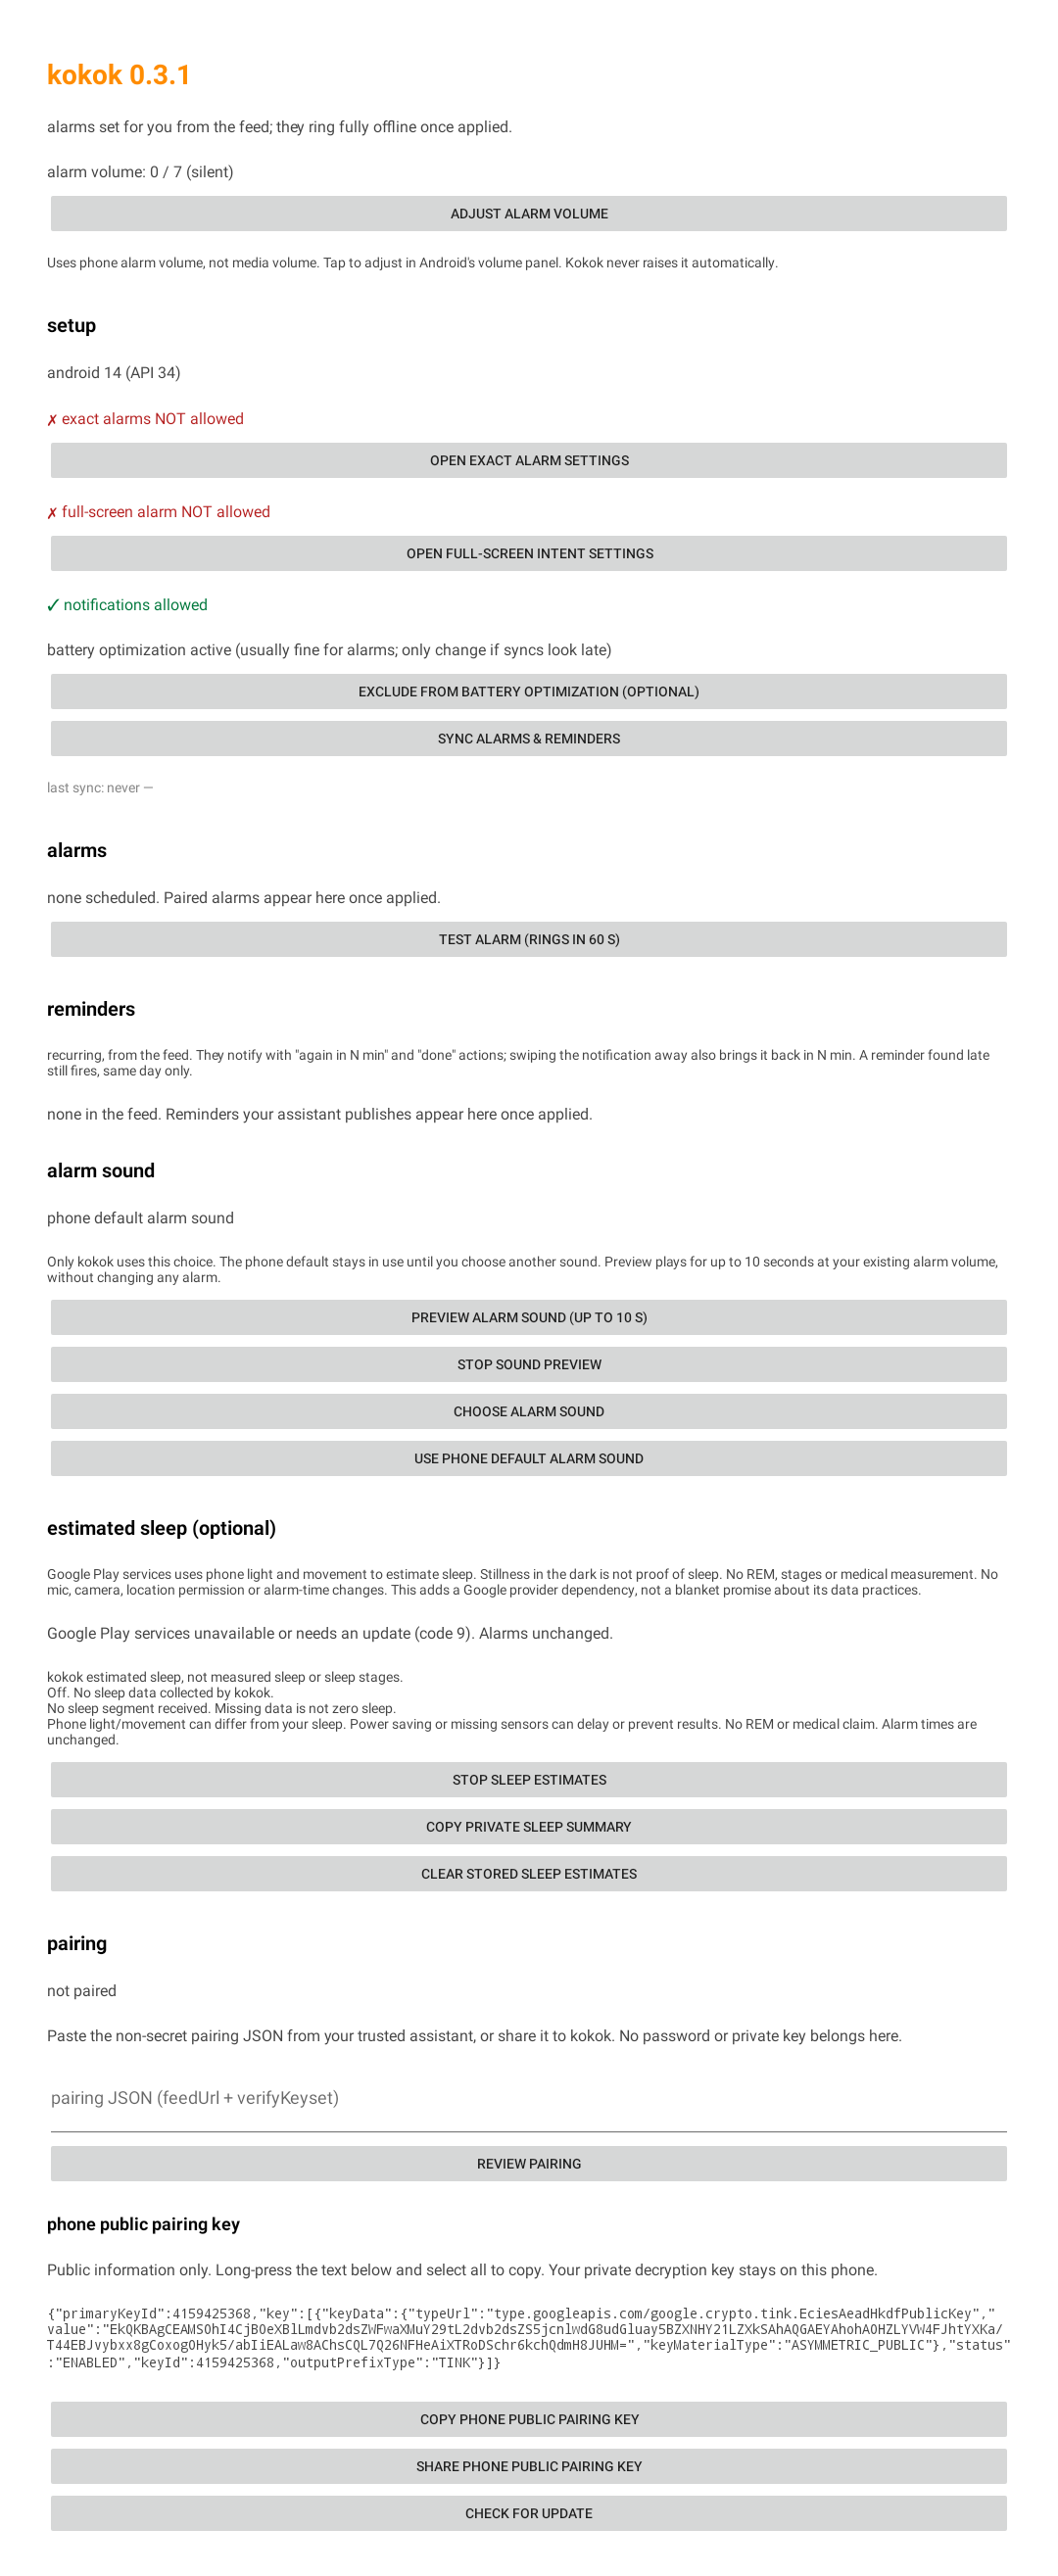 kokok 0.3.1
alarms set for you from the feed; they ring fully offline once applied.
alarm volume: 0 / 7 (silent)
ADJUST ALARM VOLUME
Uses phone alarm volume, not media volume. Tap to adjust in Android's volume panel. Kokok never raises it automatically.
setup
android 14 (API 34)
✗ exact alarms NOT allowed
OPEN EXACT ALARM SETTINGS
✗ full-screen alarm NOT allowed
OPEN FULL-SCREEN INTENT SETTINGS
✓ notifications allowed
battery optimization active (usually fine for alarms; only change if syncs look late)
EXCLUDE FROM BATTERY OPTIMIZATION (OPTIONAL)
SYNC ALARMS & REMINDERS
last sync: never —
alarms
none scheduled. Paired alarms appear here once applied.
TEST ALARM (RINGS IN 60 S)
reminders
recurring, from the feed. They notify with "again in N min" and "done" actions; swiping the notification away also brings it back in N min. A reminder found late
still fires, same day only.
none in the feed. Reminders your assistant publishes appear here once applied.
alarm sound
phone default alarm sound
Only kokok uses this choice. The phone default stays in use until you choose another sound. Preview plays for up to 10 seconds at your existing alarm volume,
without changing any alarm.
PREVIEW ALARM SOUND (UP TO 10 S)
STOP SOUND PREVIEW
CHOOSE ALARM SOUND
USE PHONE DEFAULT ALARM SOUND
estimated sleep (optional)
Google Play services uses phone light and movement to estimate sleep. Stillness in the dark is not proof of sleep. No REM, stages or medical measurement. No
mic, camera, location permission or alarm-time changes. This adds a Google provider dependency, not a blanket promise about its data practices.
Google Play services unavailable or needs an update (code 9). Alarms unchanged.
kokok estimated sleep, not measured sleep or sleep stages.
Off. No sleep data collected by kokok.
No sleep segment received. Missing data is not zero sleep.
Phone light/movement can differ from your sleep. Power saving or missing sensors can delay or prevent results. No REM or medical claim. Alarm times are
unchanged.
STOP SLEEP ESTIMATES
COPY PRIVATE SLEEP SUMMARY
CLEAR STORED SLEEP ESTIMATES
pairing
not paired
Paste the non-secret pairing JSON from your trusted assistant, or share it to kokok. No password or private key belongs here.
pairing JSON (feedUrl + verifyKeyset)
REVIEW PAIRING
phone public pairing key
Public information only. Long-press the text below and select all to copy. Your private decryption key stays on this phone.
{"primaryKeyId":4159425368,"key":[{"keyData":{"typeUrl":"type.googleapis.com/google.crypto.tink.EciesAeadHkdfPublicKey","
value":"EkQKBAgCEAMSOhI4CjBOeXBlLmdvb2dsZWFwaXMuY29tL2dvb2dsZS5jcnlwdG8udGluay5BZXNHY21LZXkSAhAQGAEYAhohAOHZLYVW4FJhtYXKa/
T44EBJvybxx8gCoxogOHyk5/abIiEALaw8AChsCQL7Q26NFHeAiXTRoDSchr6kchQdmH8JUHM=","keyMaterialType":"ASYMMETRIC_PUBLIC"},"status"
:"ENABLED","keyId":4159425368,"outputPrefixType":"TINK"}]}
COPY PHONE PUBLIC PAIRING KEY
SHARE PHONE PUBLIC PAIRING KEY
CHECK FOR UPDATE